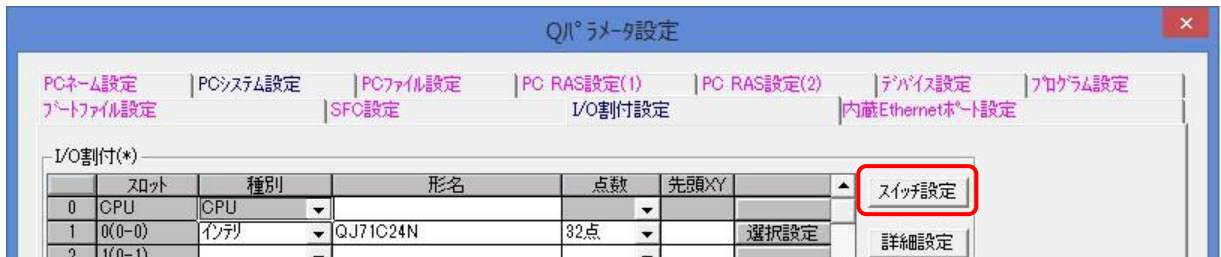 Qパラメータ設定
PCネーム設定 PCシステム設定 PCファイル設定 PC RAS設定(1) PC RAS設定(2) デバイス設定 プログラム設定
ブートファイル設定 SFC設定 I/O割付設定 内蔵Ethernetポート設定
I/O割付(*)
スロット 種別 形名 点数 先頭XY スイッチ設定
0 CPU CPU
1 0(0-0) インテリ QJ71C24N 32点 選択設定 詳細設定
2 1(0-1)